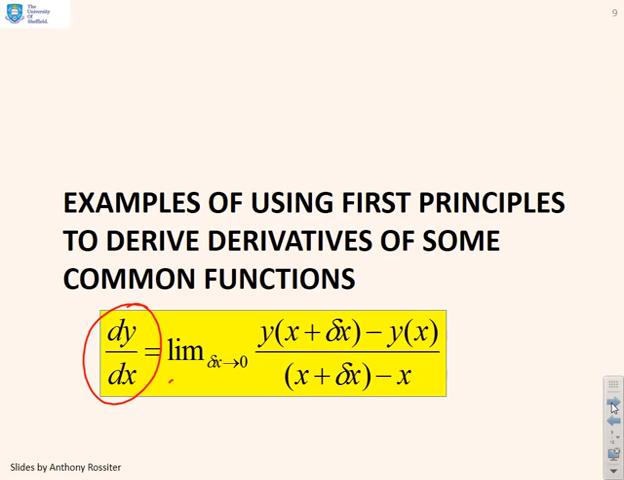 The
University
Of
Sheffield.
9
EXAMPLES OF USING FIRST PRINCIPLES
TO DERIVE DERIVATIVES OF SOME
COMMON FUNCTIONS
dy/dx = lim δx→0 (y(x + δx) − y(x))/((x + δx) − x)
Slides by Anthony Rossiter